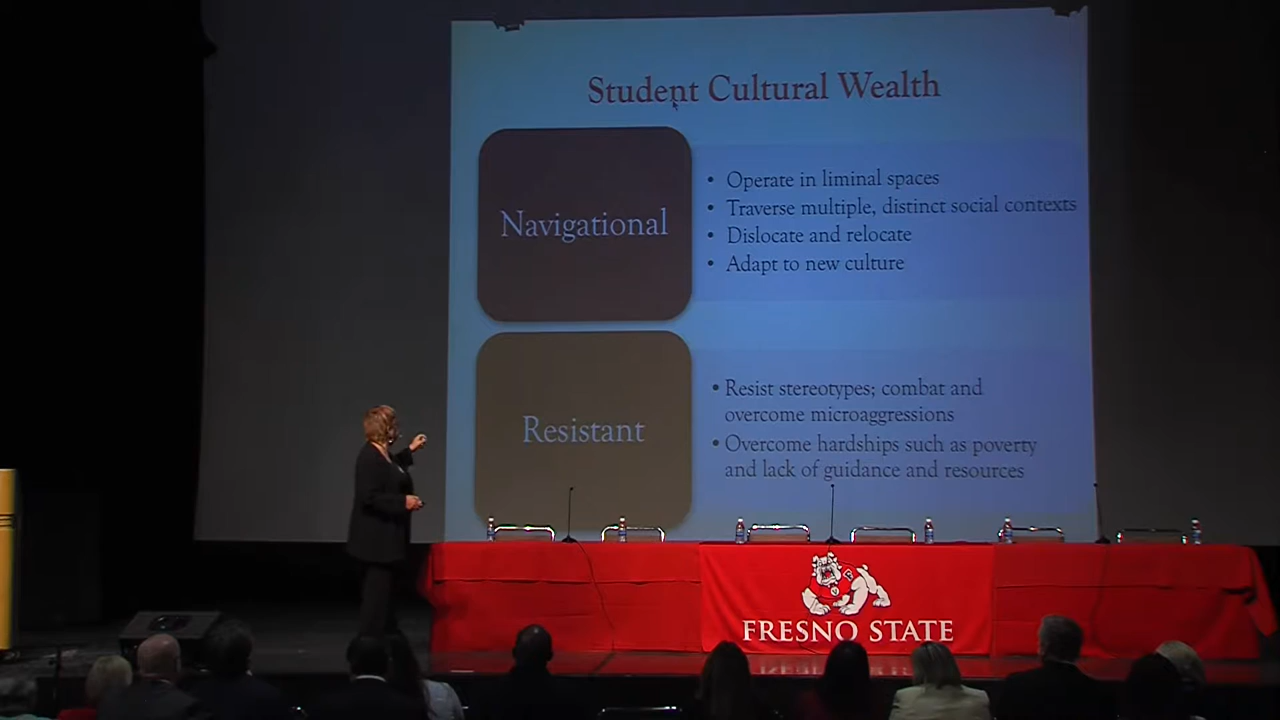 Student Cultural Wealth
Navigational
• Operate in liminal spaces
• Traverse multiple, distinct social contexts
• Dislocate and relocate
• Adapt to new culture
Resistant
• Resist stereotypes; combat and
overcome microaggressions
• Overcome hardships such as poverty
and lack of guidance and resources
FRESNO STATE